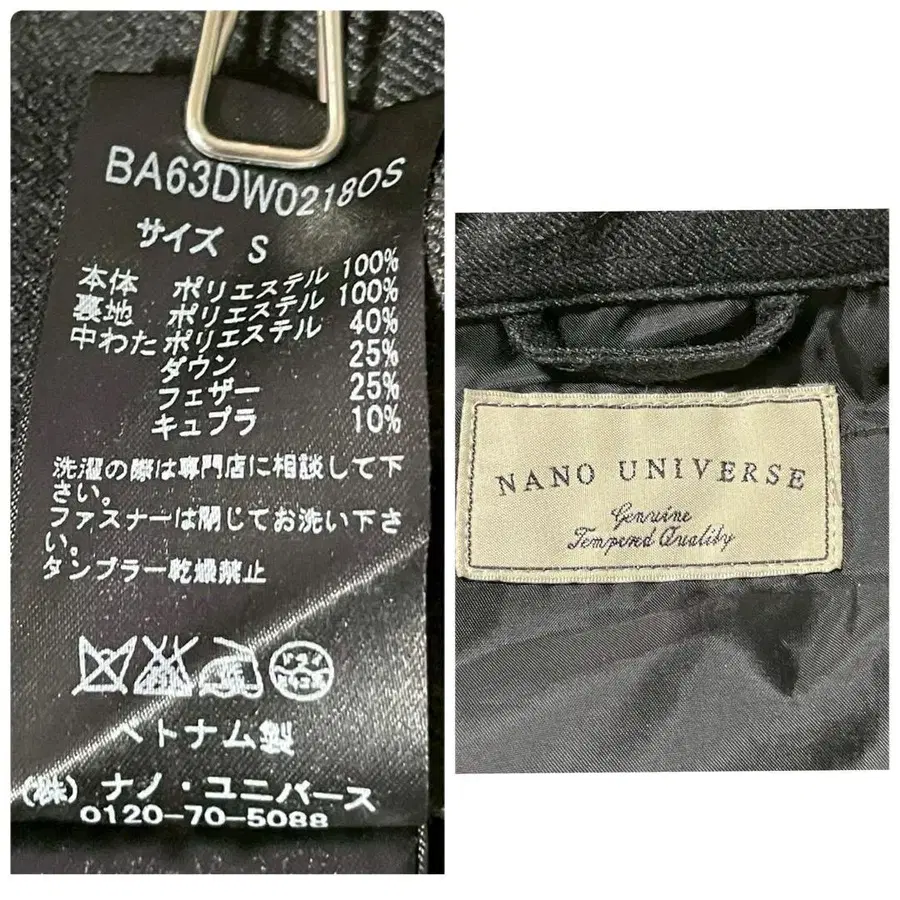 BA63DW0218OS
サイズ S
本体 ポリエステル 100%
裏地 ポリエステル 100%
中わた ポリエステル 40%
ダウン 25%
フェザー 25%
キュプラ 10%
洗濯の際は専門店に相談して下
さい。
ファスナーは閉じてお洗い下さ
い。
タンブラー乾燥禁止
ベトナム製
(株) ナノ・ユニバース
0120-70-5088
NANO UNIVERSE
Genuine
Tempered Quality